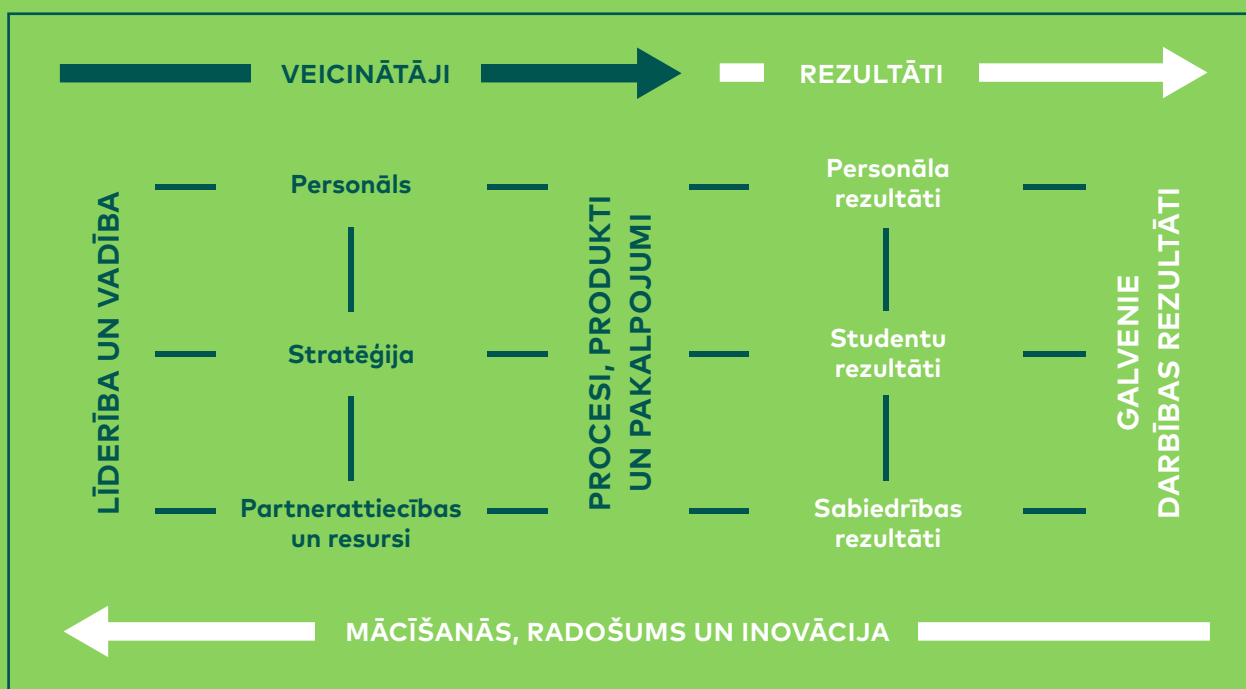 VEICINĀTĀJI
REZULTĀTI
LĪDERĪBA UN VADĪBA
Personāls
Stratēģija
Partnerattiecības
un resursi
PROCESI, PRODUKTI
UN PAKALPOJUMI
Personāla
rezultāti
Studentu
rezultāti
Sabiedrības
rezultāti
GALVENIE
DARBĪBAS REZULTĀTI
MĀCĪŠANĀS, RADOŠUMS UN INOVĀCIJA